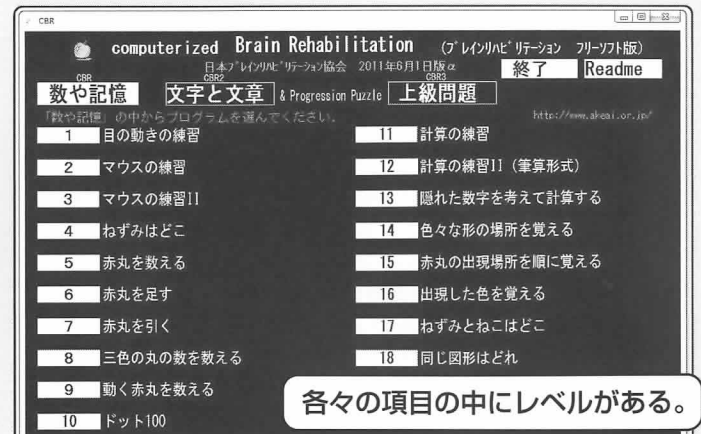 CBR
computerized Brain Rehabilitation (ブレインリハビリテーション フリーソフト版)
日本ブレインリハビリテーション協会 2011年6月1日版α
終了 Readme
CBR CBR2 CBR3
数や記憶 文字と文章 & Progression Puzzle 上級問題
「数や記憶」の中からプログラムを選んでください. http://www.akeai.or.jp/
1 目の動きの練習
2 マウスの練習
3 マウスの練習II
4 ねずみはどこ
5 赤丸を数える
6 赤丸を足す
7 赤丸を引く
8 三色の丸の数を数える
9 動く赤丸を数える
10 ドット100
11 計算の練習
12 計算の練習II (筆算形式)
13 隠れた数字を考えて計算する
14 色々な形の場所を覚える
15 赤丸の出現場所を順に覚える
16 出現した色を覚える
17 ねずみとねこはどこ
18 同じ図形はどれ
各々の項目の中にレベルがある。